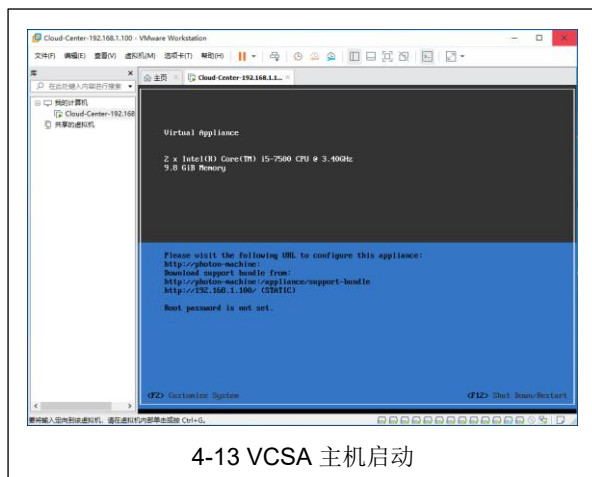 Cloud-Center-192.168.1.100 - VMware Workstation
文件(F) 编辑(E) 查看(V) 虚拟机(M) 选项卡(T) 帮助(H)
库
在此处键入内容进行搜索
主页
Cloud-Center-192.168.1.1...
我的计算机
Cloud-Center-192.168
共享的虚拟机
Virtual Appliance
2 x Intel(R) Core(TM) i5-7500 CPU @ 3.40GHz
9.8 GiB Memory
Please visit the following URL to configure this appliance:
http://photon-machine:
Download support bundle from:
http://photon-machine:/appliance/support-bundle
http://192.168.1.100/ (STATIC)
Root password is not set.
<F2> Customize System
<F12> Shut Down/Restart
要将输入定向到该虚拟机，请在虚拟机内部单击或按 Ctrl+G。
4-13 VCSA 主机启动